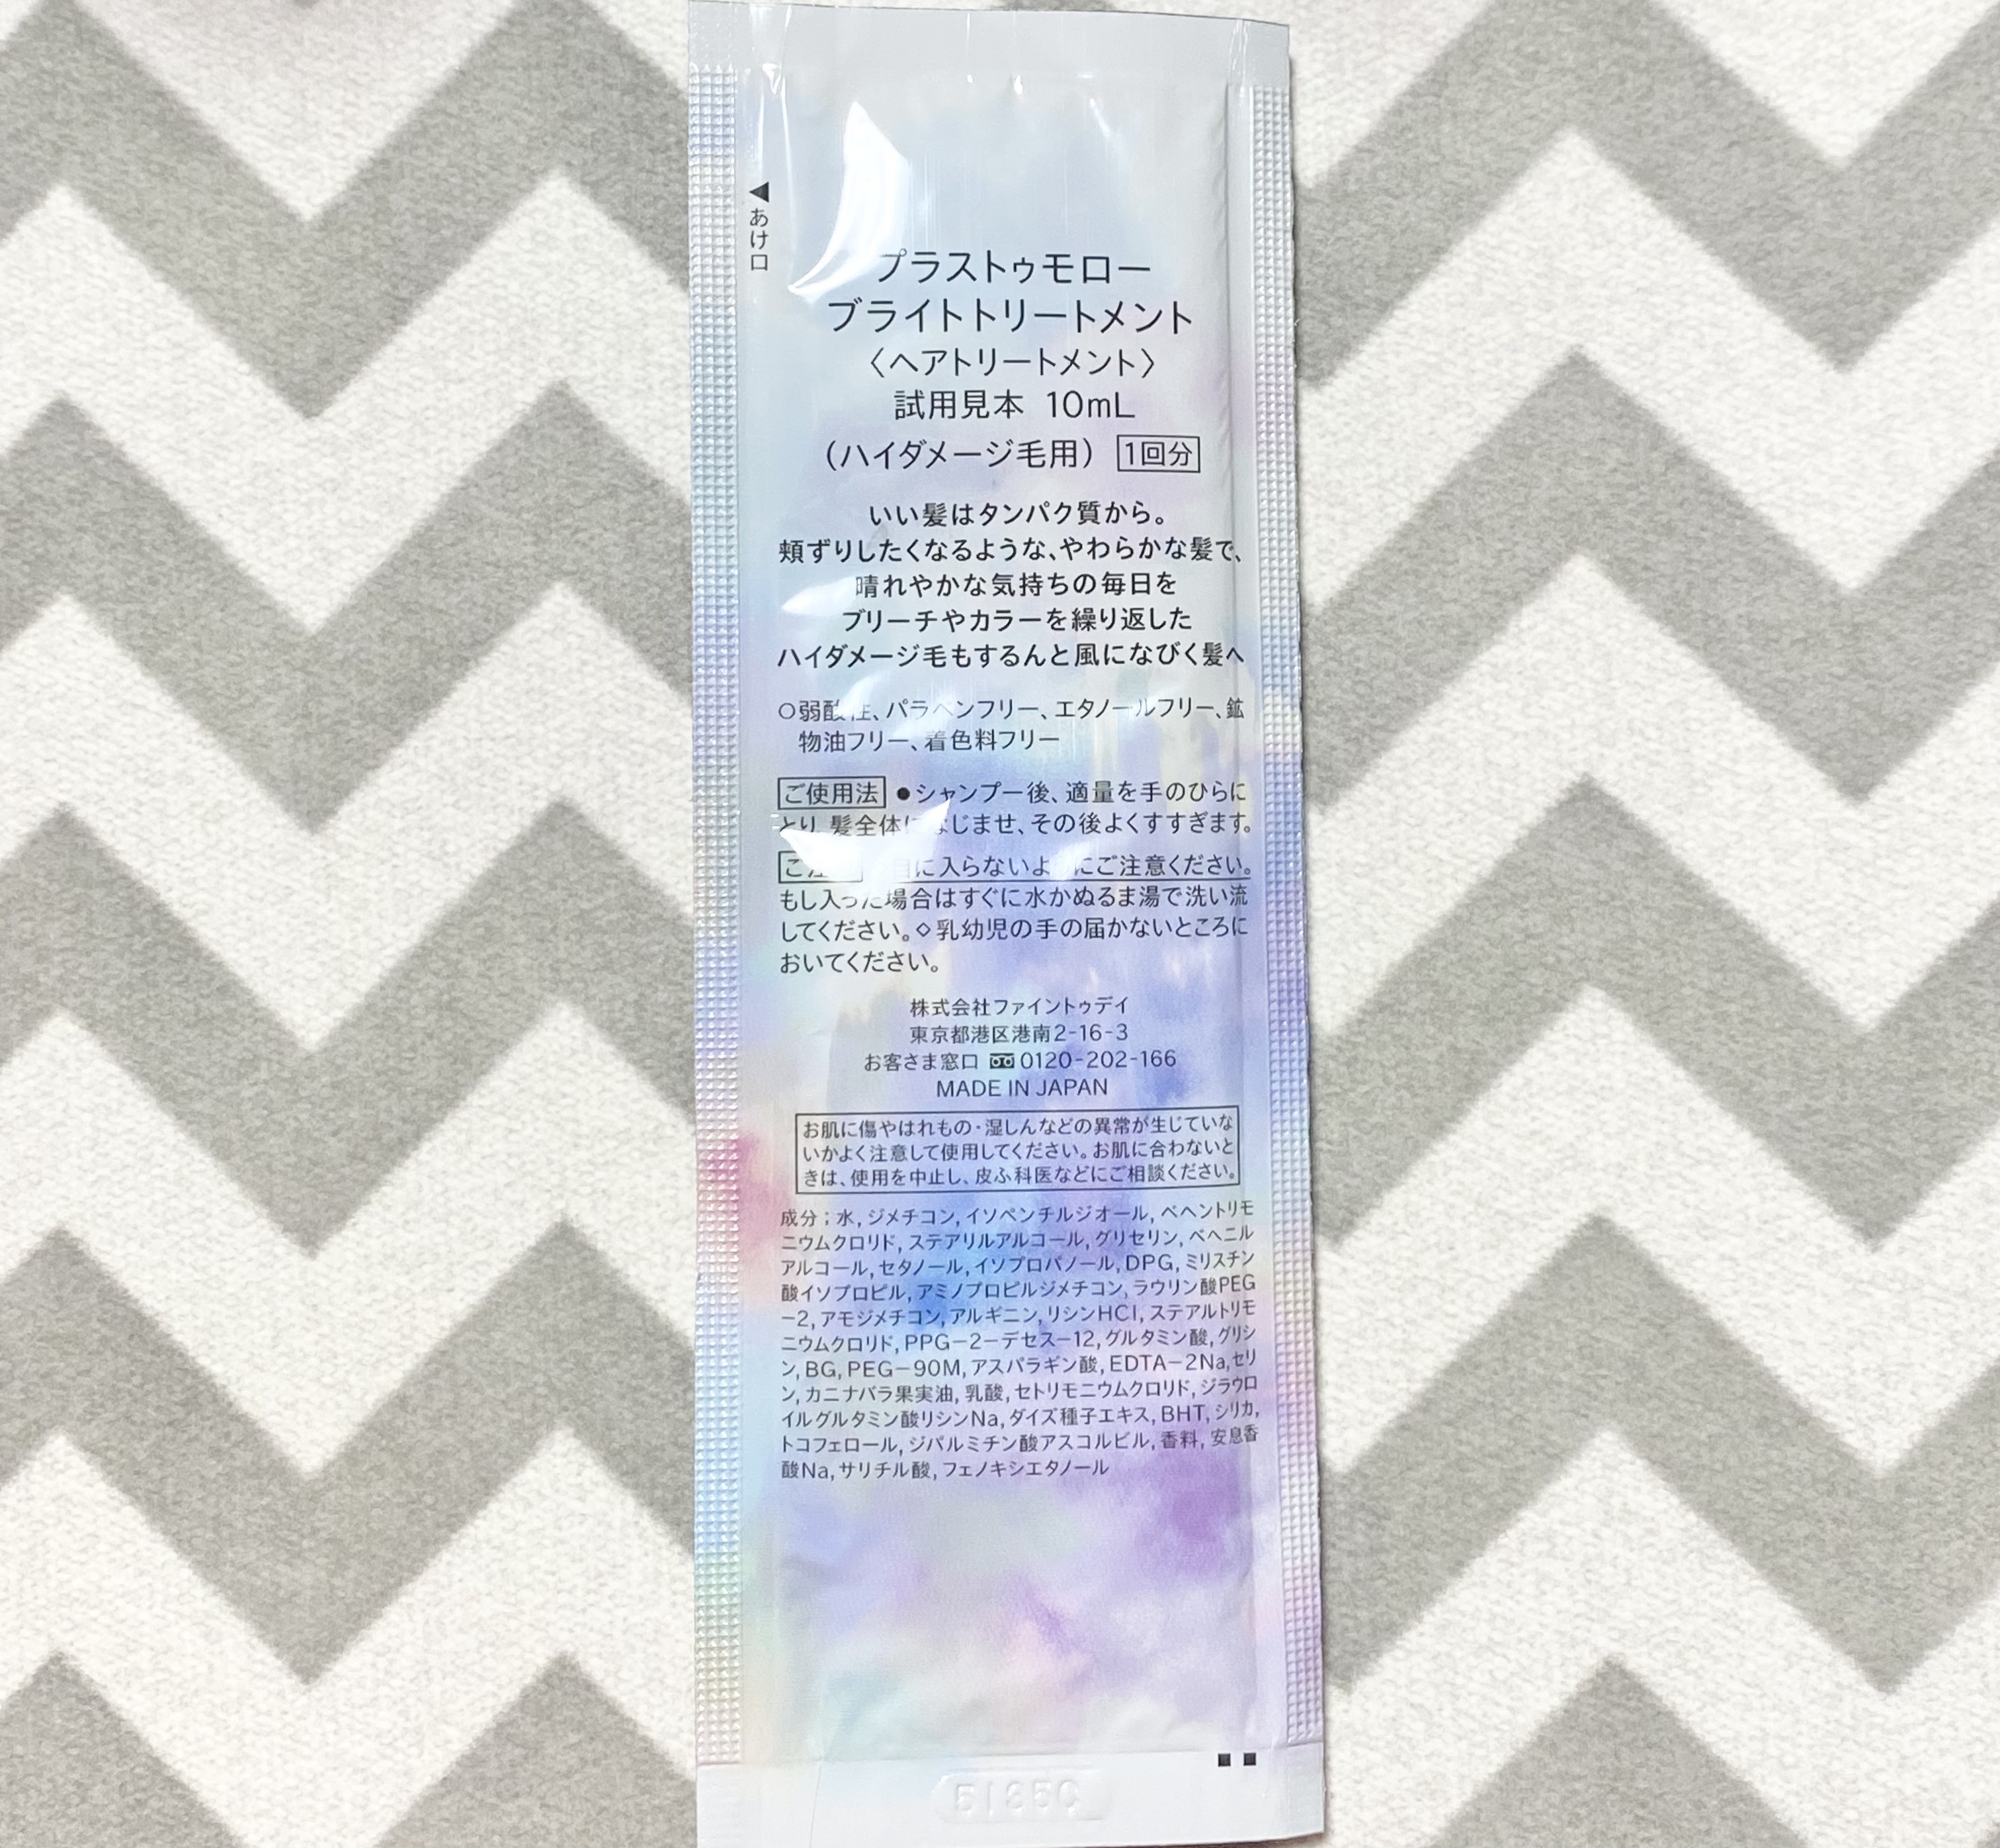 あけ口
プラストゥモロー
ブライトトリートメント
〈ヘアトリートメント〉
試用見本 10mL
(ハイダメージ毛用) 1回分
いい髪はタンパク質から。
頬ずりしたくなるような、やわらかな髪で、
晴れやかな気持ちの毎日を
ブリーチやカラーを繰り返した
ハイダメージ毛もするんと風になびく髪へ
○弱酸性、パラベンフリー、エタノールフリー、鉱
物油フリー、着色料フリー
ご使用法 ●シャンプー後、適量を手のひらに
とり、髪全体になじませ、その後よくすすぎます。
目に入らないようにご注意ください。
もし入った場合はすぐに水かぬるま湯で洗い流
してください。◇乳幼児の手の届かないところに
おいてください。
株式会社ファイントゥデイ
東京都港区港南2-16-3
お客さま窓口 0120-202-166
MADE IN JAPAN
お肌に傷やはれもの・湿しんなどの異常が生じていな
いかよく注意して使用してください。お肌に合わないと
きは、使用を中止し、皮ふ科医などにご相談ください。
成分;水,ジメチコン,イソペンチルジオール,ベヘントリモ
ニウムクロリド,ステアリルアルコール,グリセリン,ベヘニル
アルコール,セタノール,イソプロパノール,DPG,ミリスチン
酸イソプロピル,アミノプロピルジメチコン,ラウリン酸PEG
-2,アモジメチコン,アルギニン,リシンHCl,ステアルトリモ
ニウムクロリド,PPG-2-デセス-12,グルタミン酸,グリシ
ン,BG,PEG-90M,アスパラギン酸,EDTA-2Na,セリ
ン,カニナバラ果実油,乳酸,セトリモニウムクロリド,ジラウロ
イルグルタミン酸リシンNa,ダイズ種子エキス,BHT,シリカ,
トコフェロール,ジパルミチン酸アスコルビル,香料,安息香
酸Na,サリチル酸,フェノキシエタノール